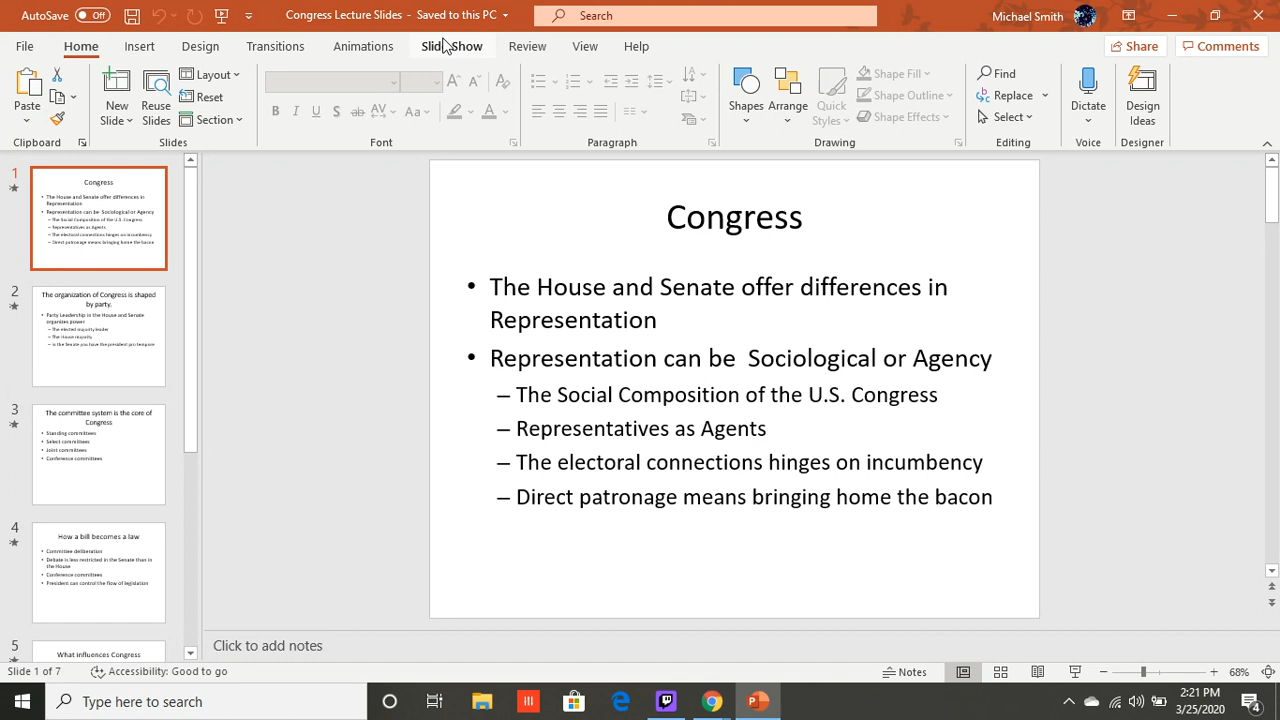 AutoSave Off Congress Lecture Slides - Saved to this PC Search Michael Smith
File Home Insert Design Transitions Animations Slide Show Review View Help Share Comments
Paste
New Slide
Reuse Slides
Layout
Reset
Section
B I U S ab AV Aa A
Shapes
Arrange
Quick Styles
Shape Fill
Shape Outline
Shape Effects
Find
Replace
Select
Dictate
Design Ideas
Clipboard Slides Font Paragraph Drawing Editing Voice Designer
1
Congress
• The House and Senate offer differences in
Representation
• Representation can be Sociological or Agency
– The Social Composition of the U.S. Congress
– Representatives as Agents
– The electoral connections hinges on incumbency
– Direct patronage means bringing home the bacon
2
The organization of Congress is shaped
by party.
• Party Leadership in the House and Senate
organizes power
– The elected majority leader
– The House majority
– In the Senate you have the president pro tempore
3
The committee system is the core of
Congress
• Standing committees
• Select committees
• Joint committees
• Conference committees
4
How a bill becomes a law
• Committee deliberation
• Debate is less restricted in the Senate than in
the House
• Conference committees
• President can control the flow of legislation
5
What influences Congress
Congress
• The House and Senate offer differences in
Representation
• Representation can be  Sociological or Agency
– The Social Composition of the U.S. Congress
– Representatives as Agents
– The electoral connections hinges on incumbency
– Direct patronage means bringing home the bacon
Click to add notes
Slide 1 of 7 Accessibility: Good to go Notes 68%
Type here to search
2:21 PM
3/25/2020
4